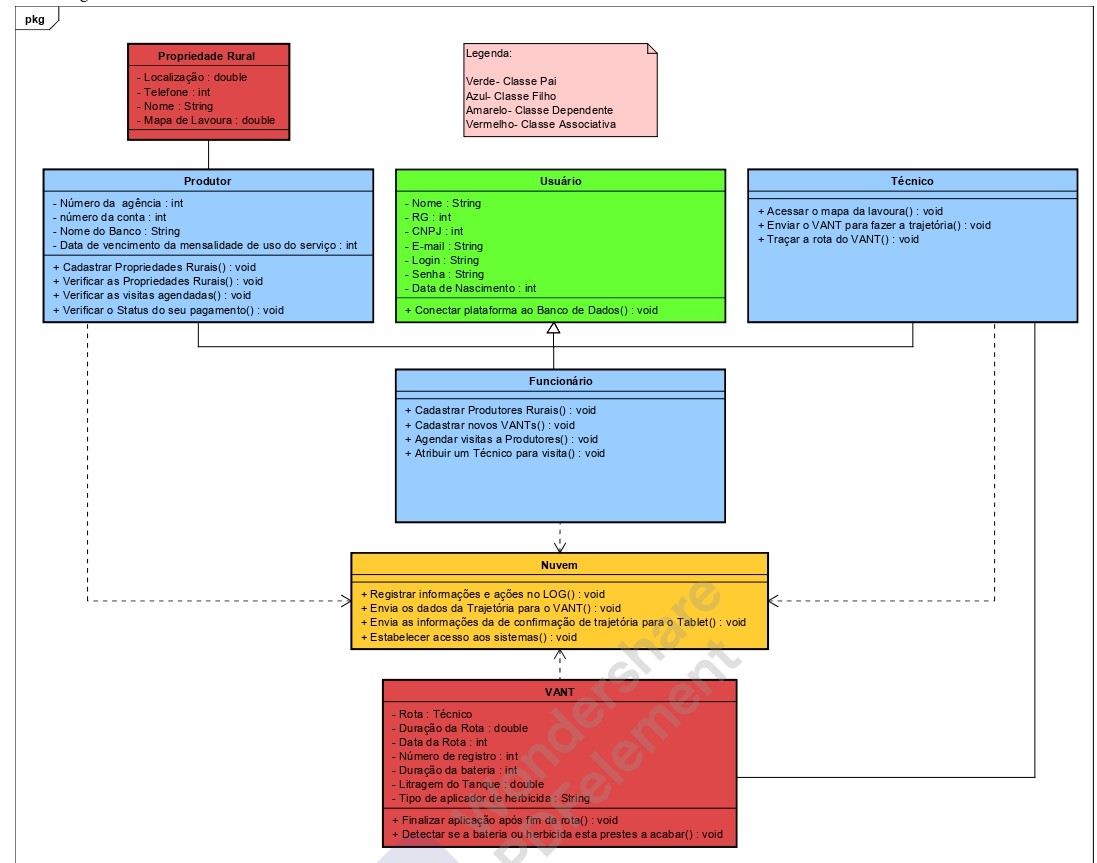 pkg
Propriedade Rural
- Localização : double
- Telefone : int
- Nome : String
- Mapa de Lavoura : double
Legenda:
Verde- Classe Pai
Azul- Classe Filho
Amarelo- Classe Dependente
Vermelho- Classe Associativa
Produtor
- Número da agência : int
- número da conta : int
- Nome do Banco : String
- Data de vencimento da mensalidade de uso do serviço : int
+ Cadastrar Propriedades Rurais() : void
+ Verificar as Propriedades Rurais() : void
+ Verificar as visitas agendadas() : void
+ Verificar o Status do seu pagamento() : void
Usuário
- Nome : String
- RG : int
- CNPJ : int
- E-mail : String
- Login : String
- Senha : String
- Data de Nascimento : int
+ Conectar plataforma ao Banco de Dados() : void
Técnico
+ Acessar o mapa da lavoura() : void
+ Enviar o VANT para fazer a trajetória() : void
+ Traçar a rota do VANT() : void
Funcionário
+ Cadastrar Produtores Rurais() : void
+ Cadastrar novos VANTs() : void
+ Agendar visitas a Produtores() : void
+ Atribuir um Técnico para visita() : void
Nuvem
+ Registrar informações e ações no LOG() : void
+ Envia os dados da Trajetória para o VANT() : void
+ Envia as informações da de confirmação de trajetória para o Tablet() : void
+ Estabelecer acesso aos sistemas() : void
VANT
- Rota : Técnico
- Duração da Rota : double
- Data da Rota : int
- Número de registro : int
- Duração da bateria : int
- Litragem do Tanque : double
- Tipo de aplicador de herbicida : String
+ Finalizar aplicação após fim da rota() : void
+ Detectar se a bateria ou herbicida esta prestes a acabar() : void
Wondershare
PDFelement